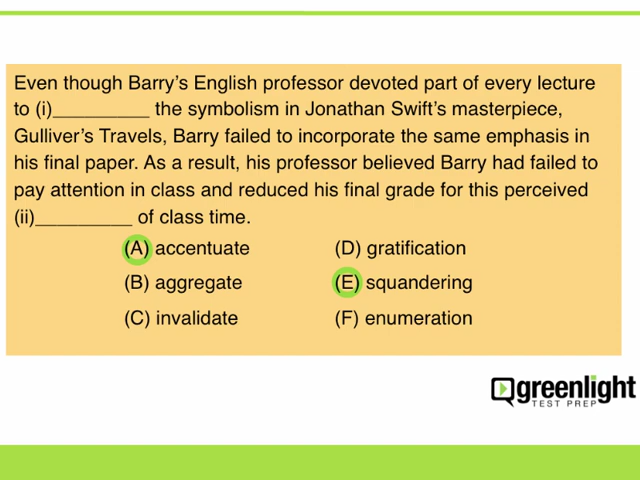 Even though Barry's English professor devoted part of every lecture
to (i)_________ the symbolism in Jonathan Swift's masterpiece,
Gulliver's Travels, Barry failed to incorporate the same emphasis in
his final paper. As a result, his professor believed Barry had failed to
pay attention in class and reduced his final grade for this perceived
(ii)_________ of class time.
(A) accentuate (D) gratification
(B) aggregate (E) squandering
(C) invalidate (F) enumeration
greenlight
TEST PREP